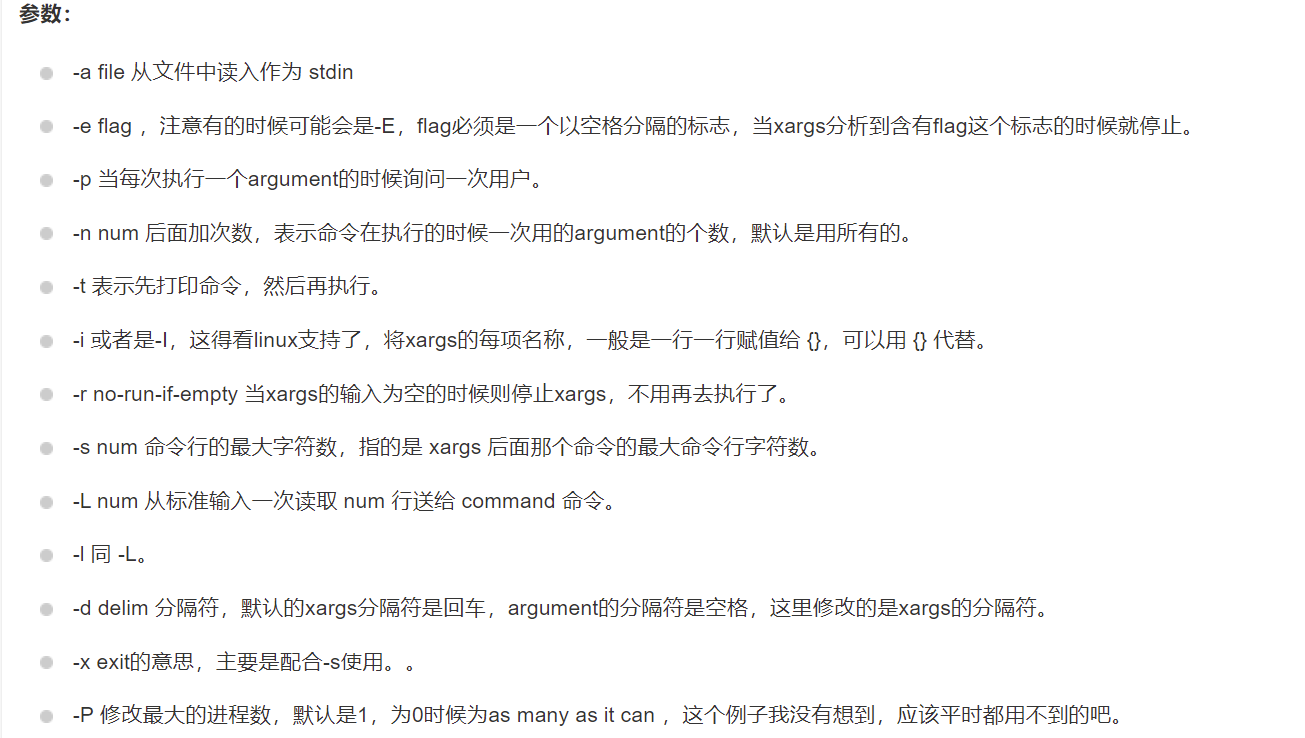 参数：
-a file 从文件中读入作为 stdin
-e flag ，注意有的时候可能会是-E，flag必须是一个以空格分隔的标志，当xargs分析到含有flag这个标志的时候就停止。
-p 当每次执行一个argument的时候询问一次用户。
-n num 后面加次数，表示命令在执行的时候一次用的argument的个数，默认是用所有的。
-t 表示先打印命令，然后再执行。
-i 或者是-I，这得看linux支持了，将xargs的每项名称，一般是一行一行赋值给 {}，可以用 {} 代替。
-r no-run-if-empty 当xargs的输入为空的时候则停止xargs，不用再去执行了。
-s num 命令行的最大字符数，指的是 xargs 后面那个命令的最大命令行字符数。
-L num 从标准输入一次读取 num 行送给 command 命令。
-l 同 -L。
-d delim 分隔符，默认的xargs分隔符是回车，argument的分隔符是空格，这里修改的是xargs的分隔符。
-x exit的意思，主要是配合-s使用。。
-P 修改最大的进程数，默认是1，为0时候为as many as it can ，这个例子我没有想到，应该平时都用不到的吧。